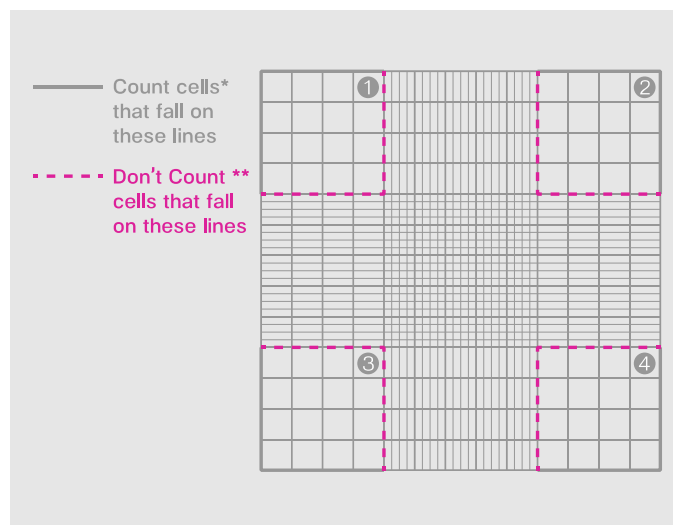 Count cells*
that fall on
these lines
Don't Count **
cells that fall
on these lines
1
2
3
4